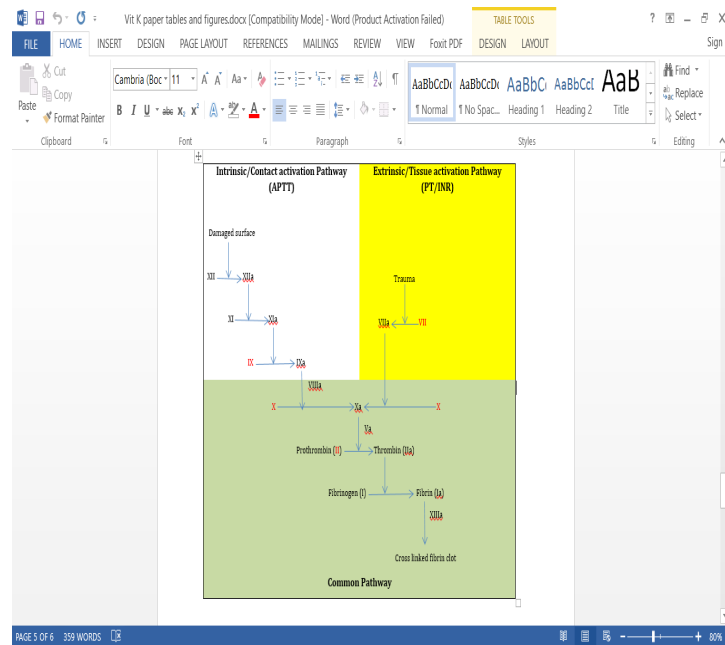 Vit K paper tables and figures.docx [Compatibility Mode] - Word (Product Activation Failed)
TABLE TOOLS
FILE HOME INSERT DESIGN PAGE LAYOUT REFERENCES MAILINGS REVIEW VIEW Foxit PDF DESIGN LAYOUT Sign
Paste
Cut
Copy
Format Painter
Clipboard
Cambria (Boc 11
Font
Paragraph
AaBbCcDc AaBbCcDc AaBbCc AaBbCcD AaB
¶ Normal ¶ No Spac... Heading 1 Heading 2 Title
Styles
Find
Replace
Select
Editing
Intrinsic/Contact activation Pathway
(APTT)
Extrinsic/Tissue activation Pathway
(PT/INR)
Damaged surface
XII XIIa
Trauma
XI XIa
VIIa VII
IX IXa
VIIIa
X Xa X
Va
Prothrombin (II) Thrombin (IIa)
Fibrinogen (I) Fibrin (Ia)
XIIIa
Cross linked fibrin clot
Common Pathway
PAGE 5 OF 6 359 WORDS 80%